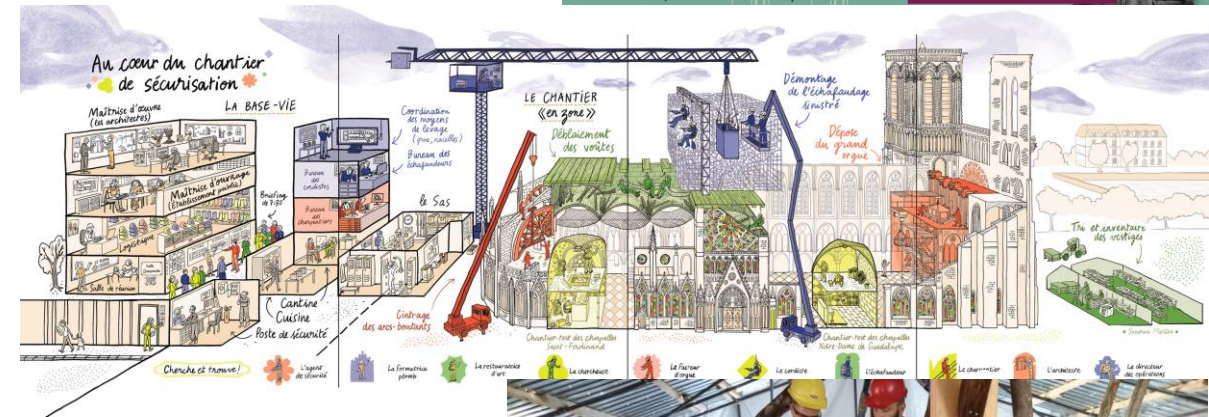 Au cœur du chantier
de sécurisation
Maîtrise d'œuvre
(les architectes)
LA BASE-VIE
Maîtrise d'ouvrage
(Établissement public)
Logistique
Salle de réunion
Briefing
de 7:30
Coordination
des moyens
de levage
(grue, nacelles)
Bureau des
échafaudeurs
Bureau
des
cordistes
Bureau
des
charpentiers
le Sas
Cantine
Cuisine
Poste de sécurité
LE CHANTIER
«en zone»
Déblaiement
des voûtes
Cintrage
des arcs-boutants
Démontage
de l'échafaudage
sinistré
Dépose
du grand
orgue
Tri et inventaire
des vestiges
Chantier-test des chapelles
Saint-Ferdinand
Chantier-test des chapelles
Notre-Dame de Guadalupe
Cherche et trouve!
L'agent
de sécurité
La formatrice
plomb
La restauratrice
d'art
La chercheuse
Le facteur
d'orgue
Le cordiste
L'échafaudeur
Le charpentier
L'architecte
Le directeur
des opérations